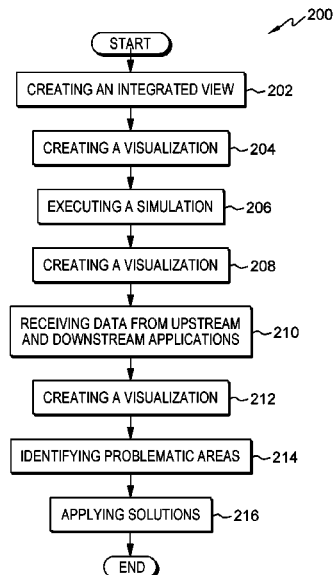 200
START
CREATING AN INTEGRATED VIEW 202
CREATING A VISUALIZATION 204
EXECUTING A SIMULATION 206
CREATING A VISUALIZATION 208
RECEIVING DATA FROM UPSTREAM
AND DOWNSTREAM APPLICATIONS 210
CREATING A VISUALIZATION 212
IDENTIFYING PROBLEMATIC AREAS 214
APPLYING SOLUTIONS 216
END